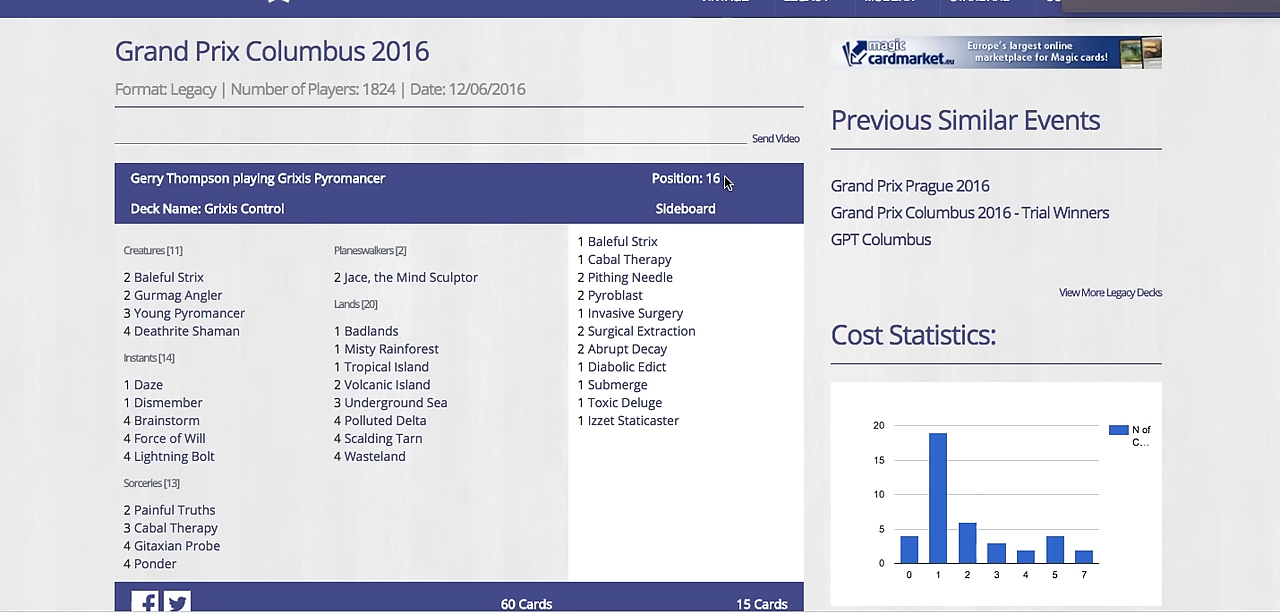 Grand Prix Columbus 2016
Format: Legacy | Number of Players: 1824 | Date: 12/06/2016
Send Video
Gerry Thompson playing Grixis Pyromancer
Position: 16
Deck Name: Grixis Control
Sideboard
Creatures [11]
2 Baleful Strix
2 Gurmag Angler
3 Young Pyromancer
4 Deathrite Shaman
Instants [14]
1 Daze
1 Dismember
4 Brainstorm
4 Force of Will
4 Lightning Bolt
Sorceries [13]
2 Painful Truths
3 Cabal Therapy
4 Gitaxian Probe
4 Ponder
Planeswalkers [2]
2 Jace, the Mind Sculptor
Lands [20]
1 Badlands
1 Misty Rainforest
1 Tropical Island
2 Volcanic Island
3 Underground Sea
4 Polluted Delta
4 Scalding Tarn
4 Wasteland
1 Baleful Strix
1 Cabal Therapy
2 Pithing Needle
2 Pyroblast
1 Invasive Surgery
2 Surgical Extraction
2 Abrupt Decay
1 Diabolic Edict
1 Submerge
1 Toxic Deluge
1 Izzet Staticaster
60 Cards
15 Cards
magic
cardmarket.eu
Europe's largest online
marketplace for Magic cards!
Previous Similar Events
Grand Prix Prague 2016
Grand Prix Columbus 2016 - Trial Winners
GPT Columbus
View More Legacy Decks
Cost Statistics:
20
15
10
5
0
0 1 2 3 4 5 7
N of
C...